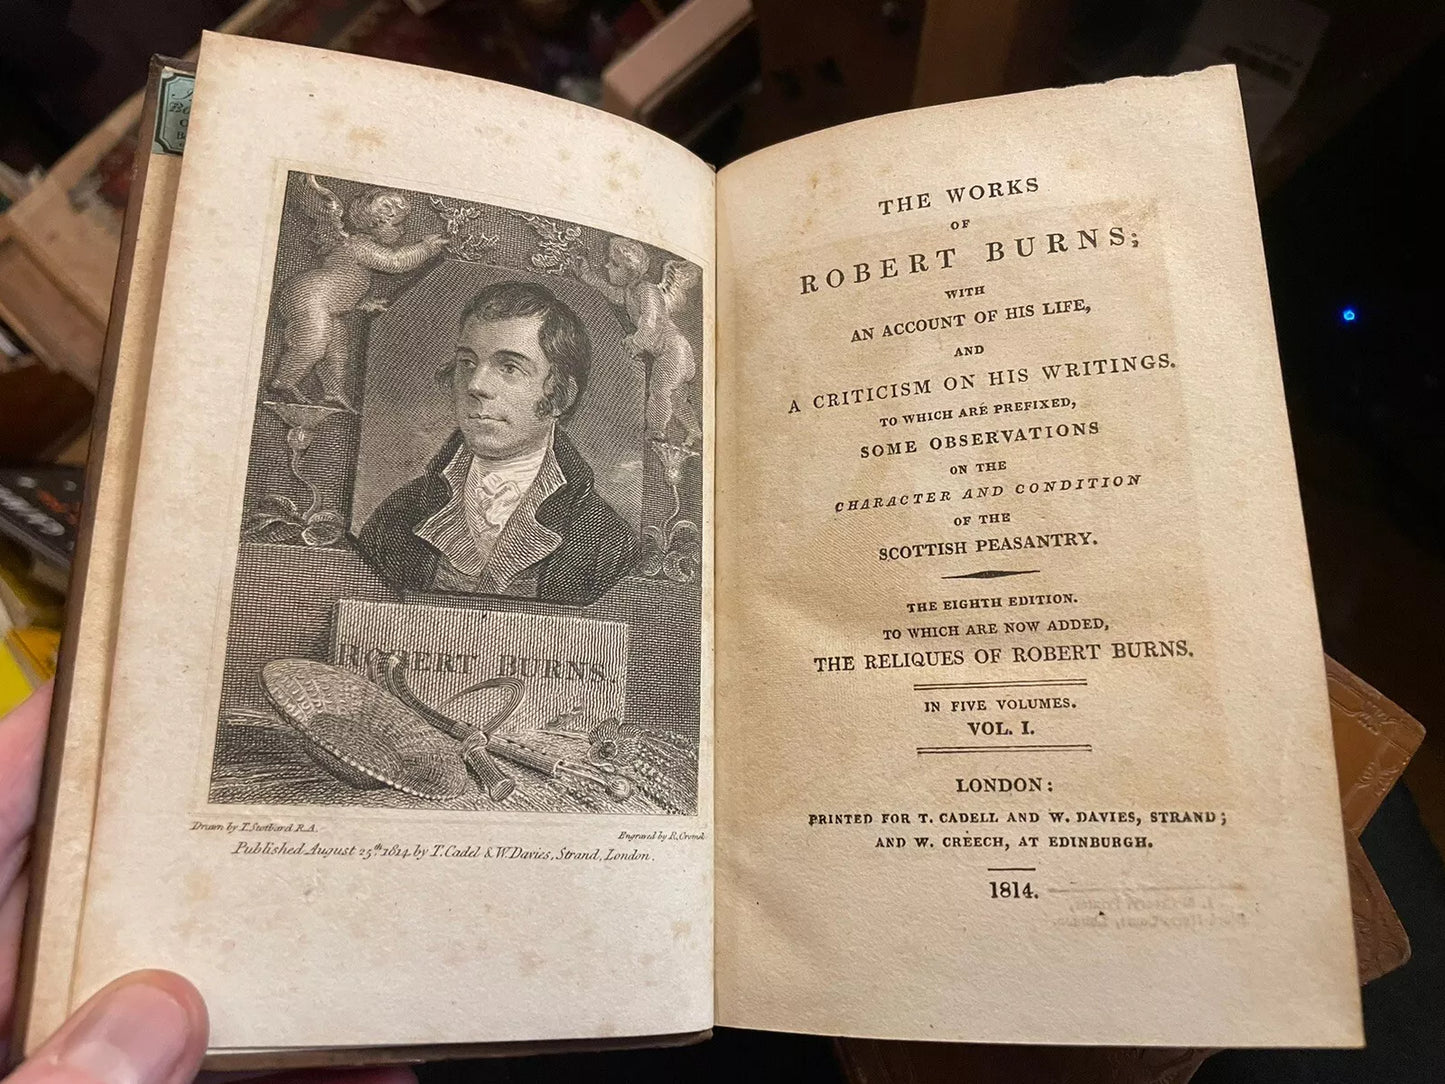 ROBERT BURNS.
Drawn by T. Stothard R.A.
Engraved by R. Cromek
Published August 25th. 1814 by T. Cadel & W. Davies, Strand, London.
THE WORKS
OF
ROBERT BURNS;
WITH
AN ACCOUNT OF HIS LIFE,
AND
A CRITICISM ON HIS WRITINGS.
TO WHICH ARE PREFIXED,
SOME OBSERVATIONS
ON THE
CHARACTER AND CONDITION
OF THE
SCOTTISH PEASANTRY.
THE EIGHTH EDITION.
TO WHICH ARE NOW ADDED,
THE RELIQUES OF ROBERT BURNS.
IN FIVE VOLUMES.
VOL. I.
LONDON:
PRINTED FOR T. CADELL AND W. DAVIES, STRAND;
AND W. CREECH, AT EDINBURGH.
1814.